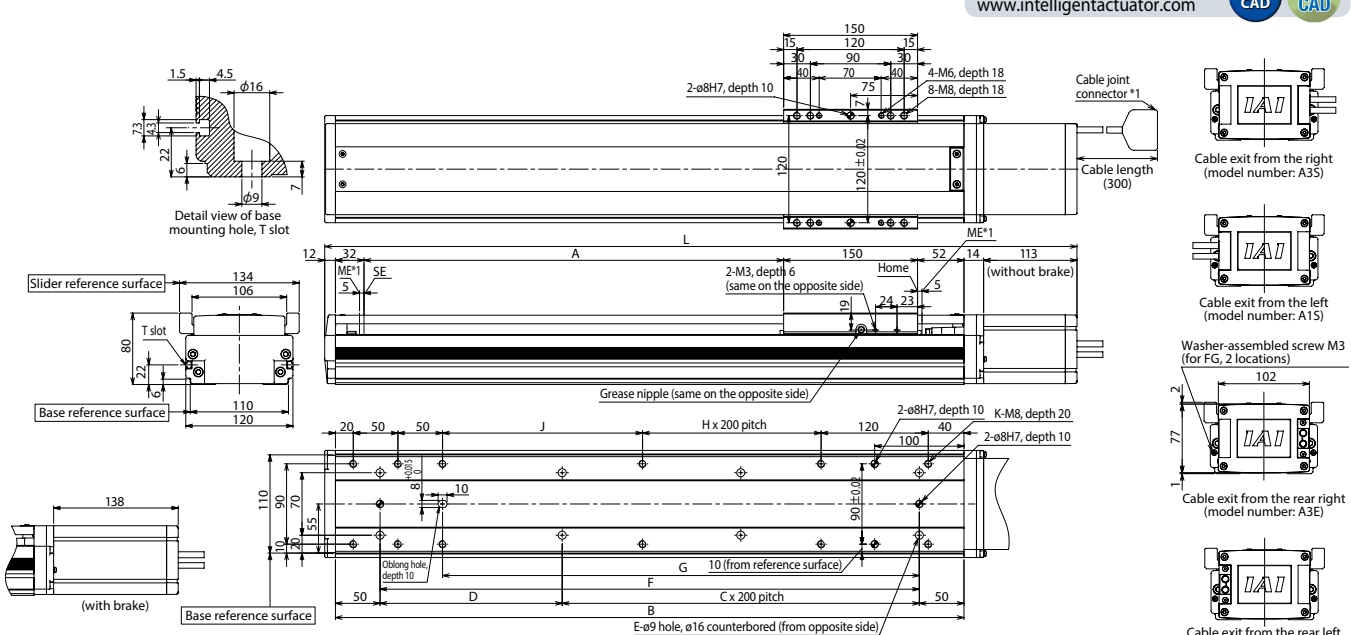 www.intelligentactuator.com
CAD
CAD
150
15
120
15
30
90
30
40
70
40
75
4-M6, depth 18
8-M8, depth 18
2-ø8H7, depth 10
7
120
120±0.02
Cable joint
connector *1
Cable length
(300)
1.5
4.5
ø16
7.3
4.3
22
6
ø9
7
Detail view of base
mounting hole, T slot
IAI
Cable exit from the right
(model number: A3S)
L
ME*1
12
32
A
150
52
14
113
(without brake)
ME*1
SE
5
2-M3, depth 6
(same on the opposite side)
Home
5
24
23
19
Grease nipple (same on the opposite side)
Slider reference surface
134
106
T slot
80
22
6
Base reference surface
110
120
IAI
Cable exit from the left
(model number: A1S)
Washer-assembled screw M3
(for FG, 2 locations)
102
2
77
1
IAI
Cable exit from the rear right
(model number: A3E)
2-ø8H7, depth 10
K-M8, depth 20
2-ø8H7, depth 10
20
50
50
J
H x 200 pitch
120
40
100
110
90
70
55
10
20
8 +0.015 0
10
90±0.02
Oblong hole,
depth 10
10 (from reference surface)
G
F
50
D
C x 200 pitch
50
B
E-ø9 hole, ø16 counterbored (from opposite side)
138
(with brake)
Base reference surface
IAI
Cable exit from the rear left